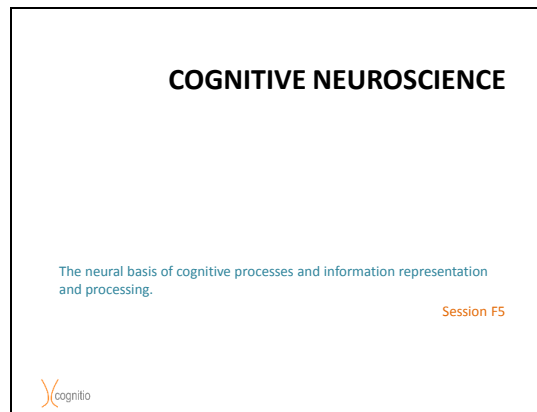 COGNITIVE NEUROSCIENCE
The neural basis of cognitive processes and information representation
and processing.
Session F5
cognitio